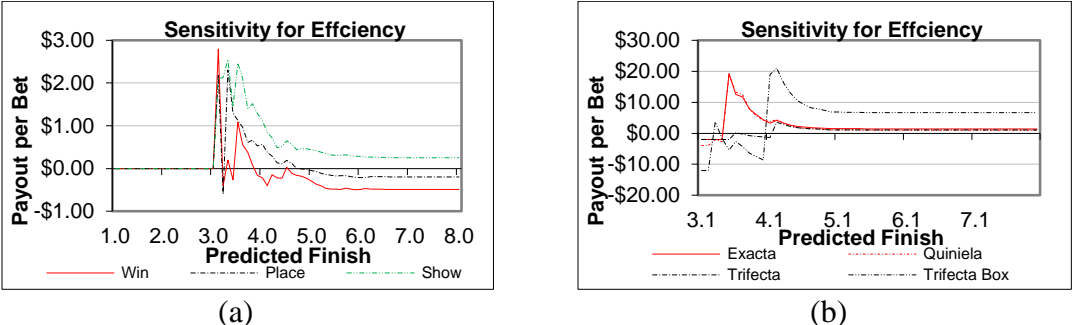 Sensitivity for Effciency
Payout per Bet
$3.00
$2.00
$1.00
$0.00
-$1.00
1.0 2.0 3.0 4.0 5.0 6.0 7.0 8.0
Predicted Finish
Win Place Show
(a)
Sensitivity for Effciency
Payout per Bet
$30.00
$20.00
$10.00
$0.00
-$10.00
-$20.00
3.1 4.1 5.1 6.1 7.1
Predicted Finish
Exacta Quiniela
Trifecta Trifecta Box
(b)